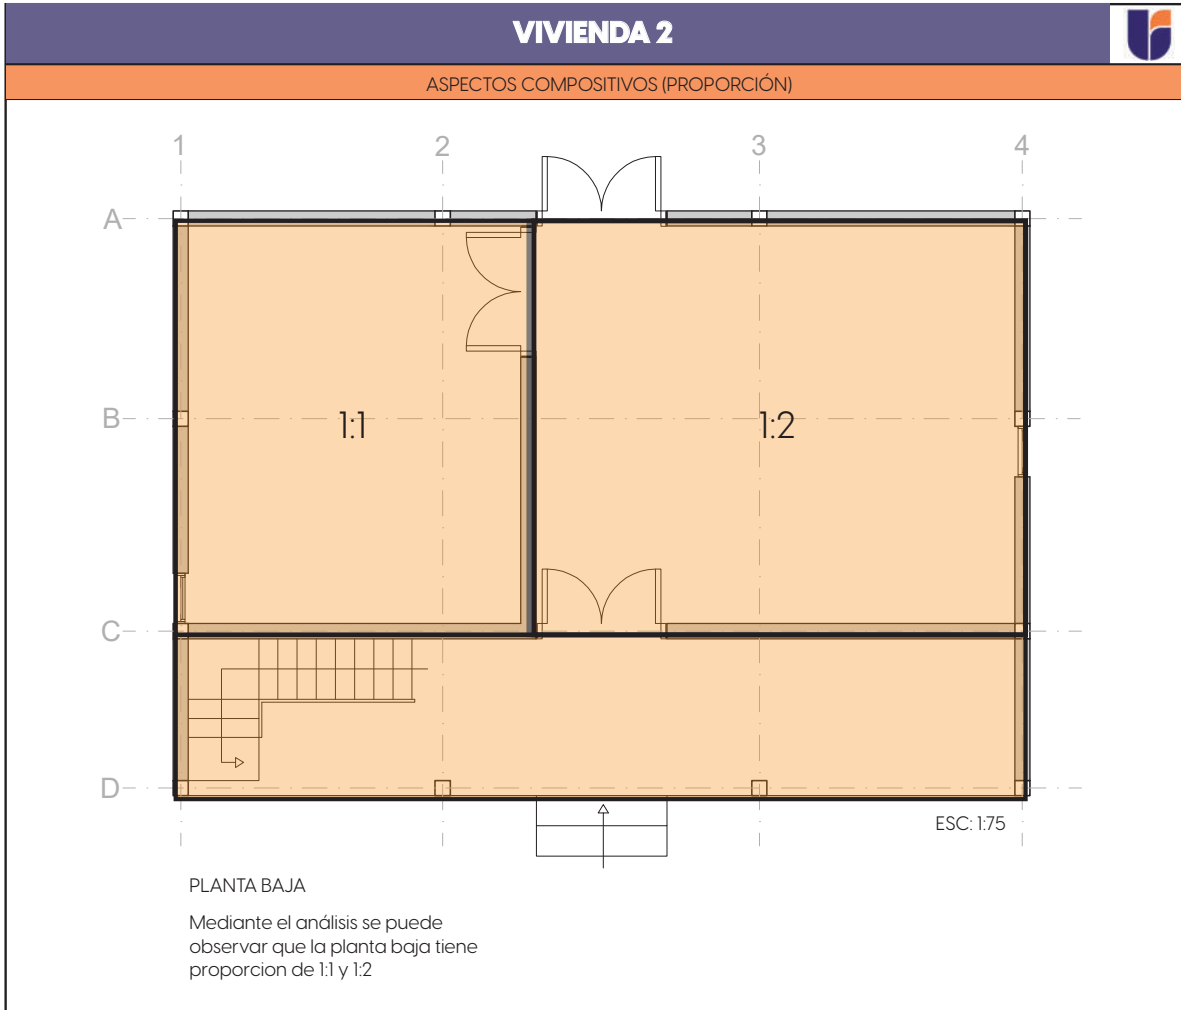 VIVIENDA 2
ASPECTOS COMPOSITIVOS (PROPORCIÓN)
1 2 3 4
A
B
1:1 1:2
C
D
ESC: 1:75
PLANTA BAJA
Mediante el análisis se puede
observar que la planta baja tiene
proporcion de 1:1 y 1:2